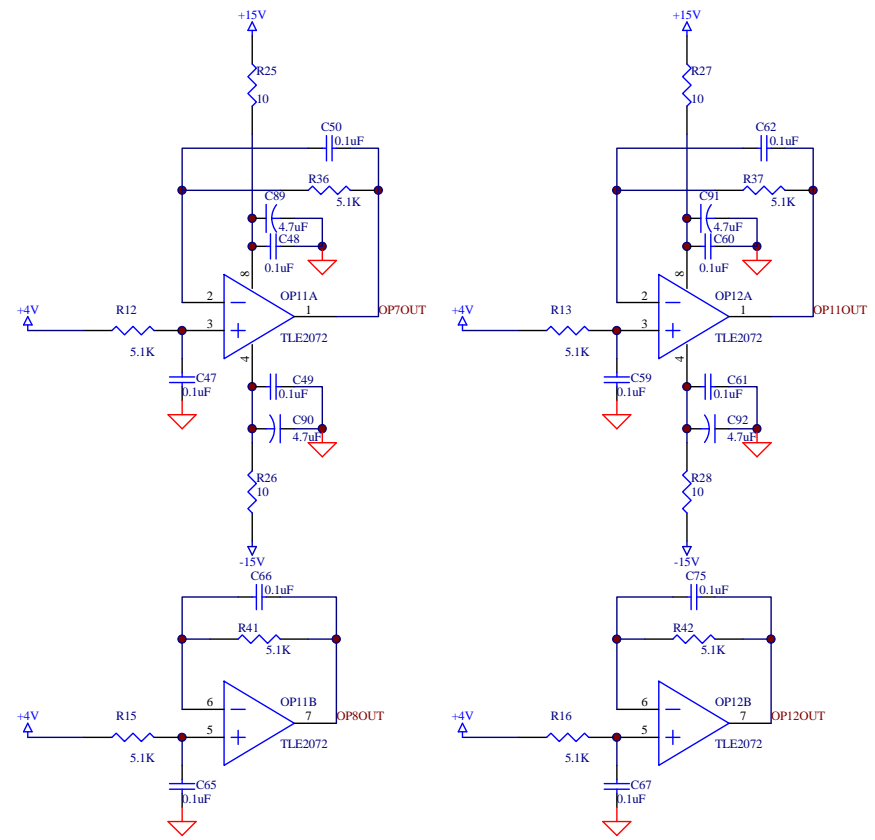 +15V
R25
10
C50
0.1uF
R36
5.1K
C89
4.7uF
C48
0.1uF
8
2
OP11A
1
OP7OUT
+4V
R12
5.1K
3
TLE2072
4
C47
0.1uF
C49
0.1uF
C90
4.7uF
R26
10
-15V
+15V
R27
10
C62
0.1uF
R37
5.1K
C91
4.7uF
C60
0.1uF
8
2
OP12A
1
OP11OUT
+4V
R13
5.1K
3
TLE2072
4
C59
0.1uF
C61
0.1uF
C92
4.7uF
R28
10
-15V
C66
0.1uF
R41
5.1K
6
OP11B
7
OP8OUT
+4V
R15
5.1K
5
TLE2072
C65
0.1uF
C75
0.1uF
R42
5.1K
6
OP12B
7
OP12OUT
+4V
R16
5.1K
5
TLE2072
C67
0.1uF